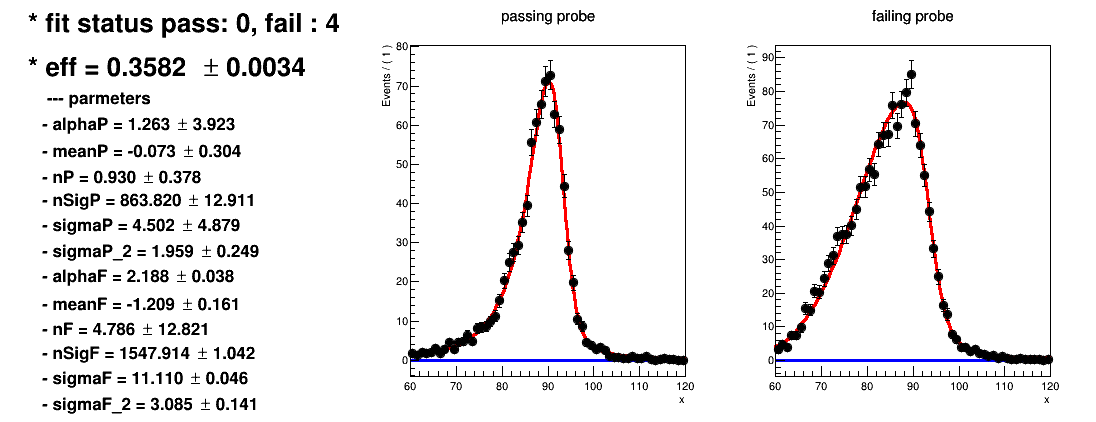 * fit status pass: 0, fail : 4
* eff = 0.3582 ± 0.0034
--- parmeters
- alphaP = 1.263 ± 3.923
- meanP = -0.073 ± 0.304
- nP = 0.930 ± 0.378
- nSigP = 863.820 ± 12.911
- sigmaP = 4.502 ± 4.879
- sigmaP_2 = 1.959 ± 0.249
- alphaF = 2.188 ± 0.038
- meanF = -1.209 ± 0.161
- nF = 4.786 ± 12.821
- nSigF = 1547.914 ± 1.042
- sigmaF = 11.110 ± 0.046
- sigmaF_2 = 3.085 ± 0.141
passing probe
Events / ( 1 )
80
70
60
50
40
30
20
10
0
60 70 80 90 100 110 120
x
failing probe
Events / ( 1 )
90
80
70
60
50
40
30
20
10
0
60 70 80 90 100 110 120
x